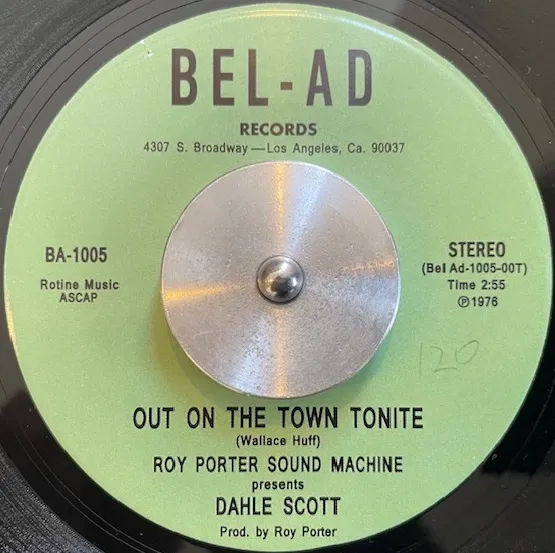 BEL-AD
RECORDS
4307 S. Broadway—Los Angeles, Ca. 90037
BA-1005
Rotine Music
ASCAP
STEREO
(Bel Ad-1005-00T)
Time 2:55
Ⓟ1976
120
OUT ON THE TOWN TONITE
(Wallace Huff)
ROY PORTER SOUND MACHINE
presents
DAHLE SCOTT
Prod. by Roy Porter